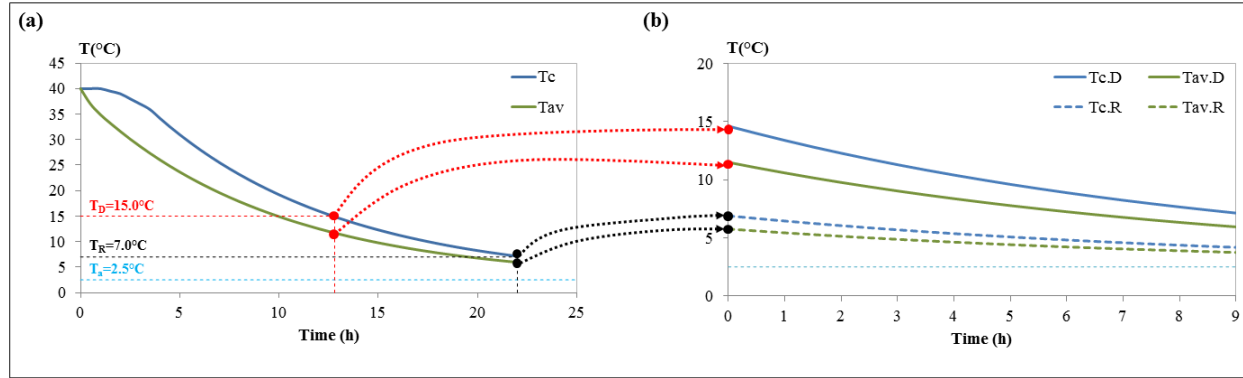 (a)
T(°C)
45
40
35
30
25
20
15
10
5
0
Tc
Tav
T_D=15.0°C
T_R=7.0°C
T_a=2.5°C
0 5 10 15 20 25
Time (h)
(b)
T(°C)
20
15
10
5
0
Tc.D Tav.D
Tc.R Tav.R
0 1 2 3 4 5 6 7 8 9
Time (h)